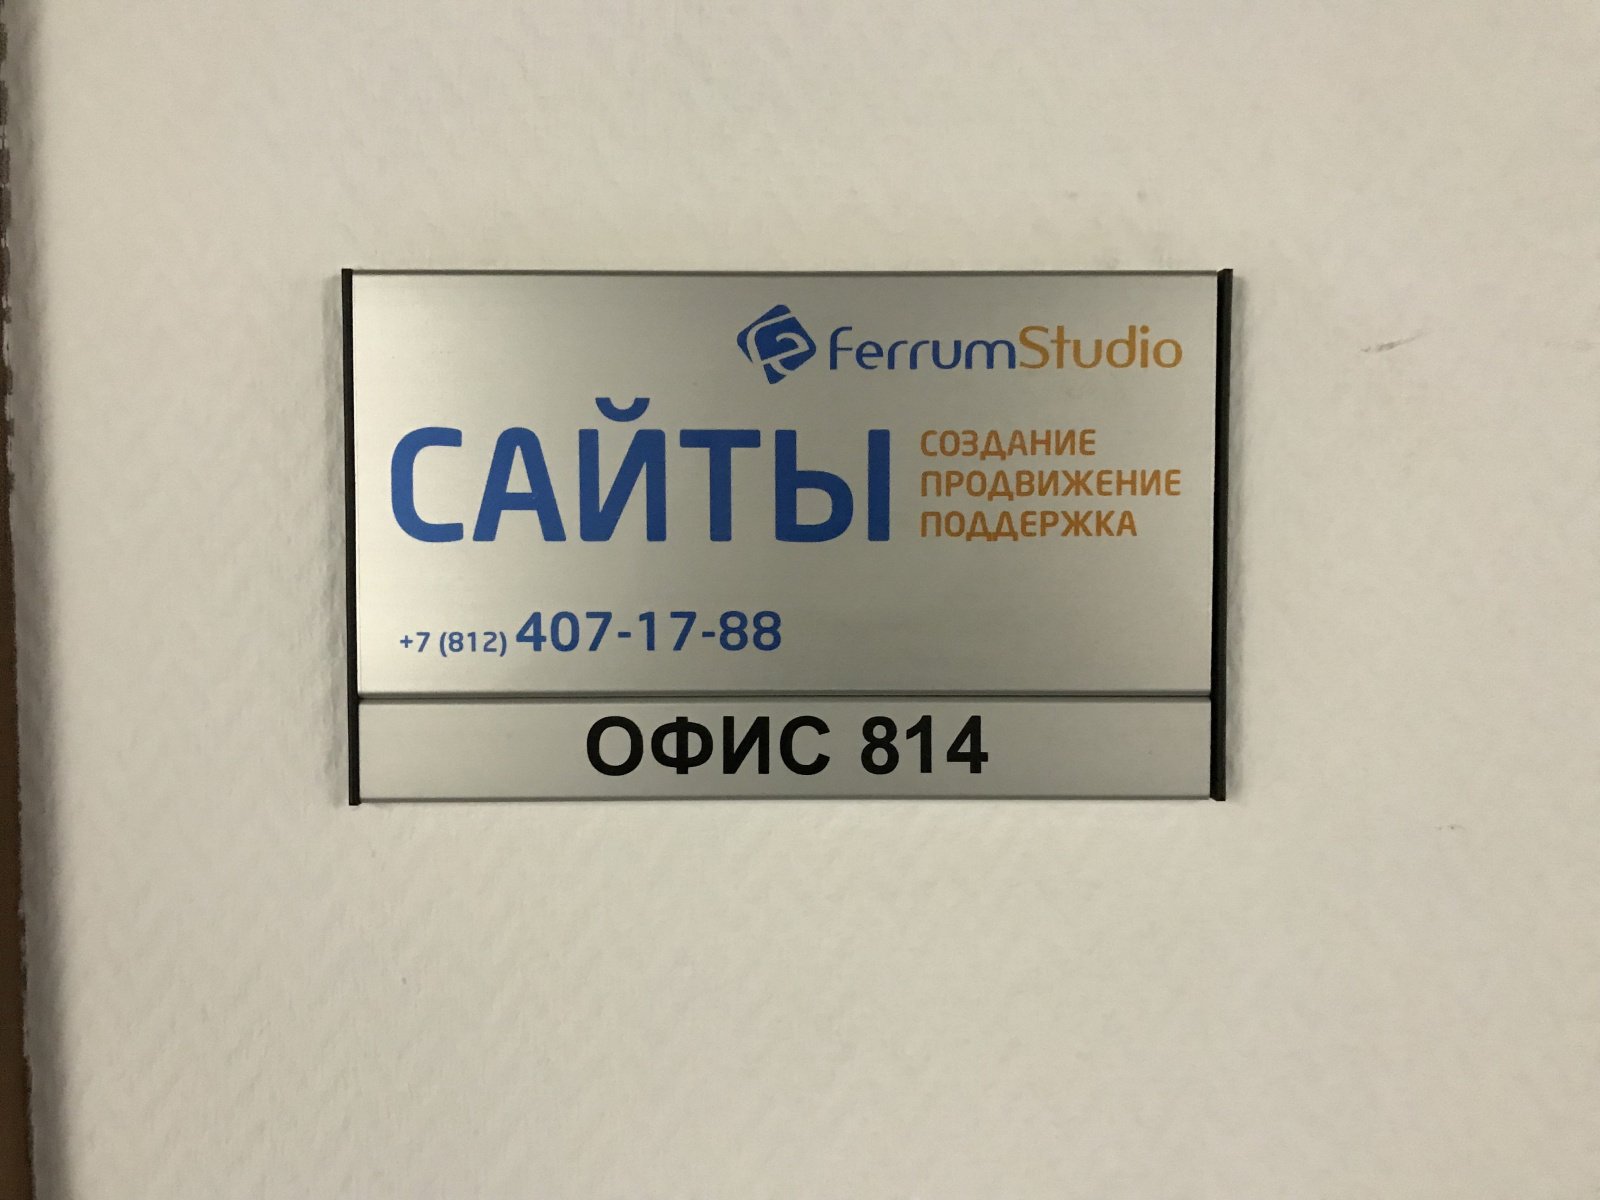 FerrumStudio
САЙТЫ
СОЗДАНИЕ
ПРОДВИЖЕНИЕ
ПОДДЕРЖКА
+7 (812) 407-17-88
ОФИС 814